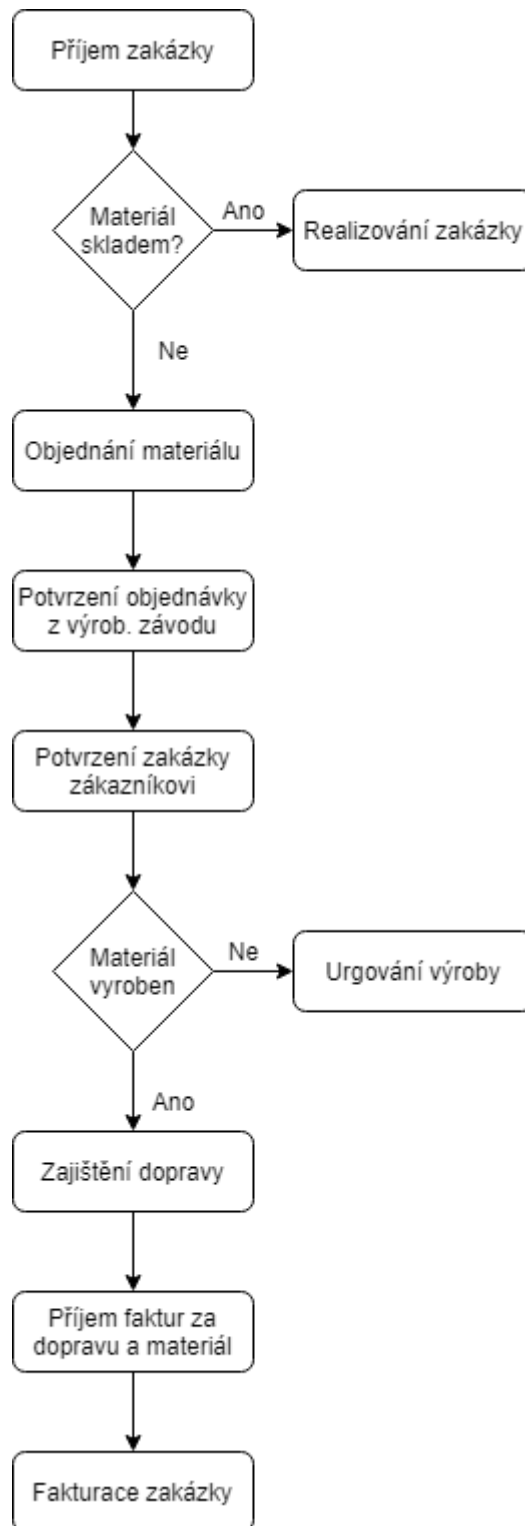 Příjem zakázky
Materiál
skladem?
Ano
Realizování zakázky
Ne
Objednání materiálu
Potvrzení objednávky
z výrob. závodu
Potvrzení zakázky
zákazníkovi
Materiál
vyroben
Ne
Urgování výroby
Ano
Zajištění dopravy
Příjem faktur za
dopravu a materiál
Fakturace zakázky